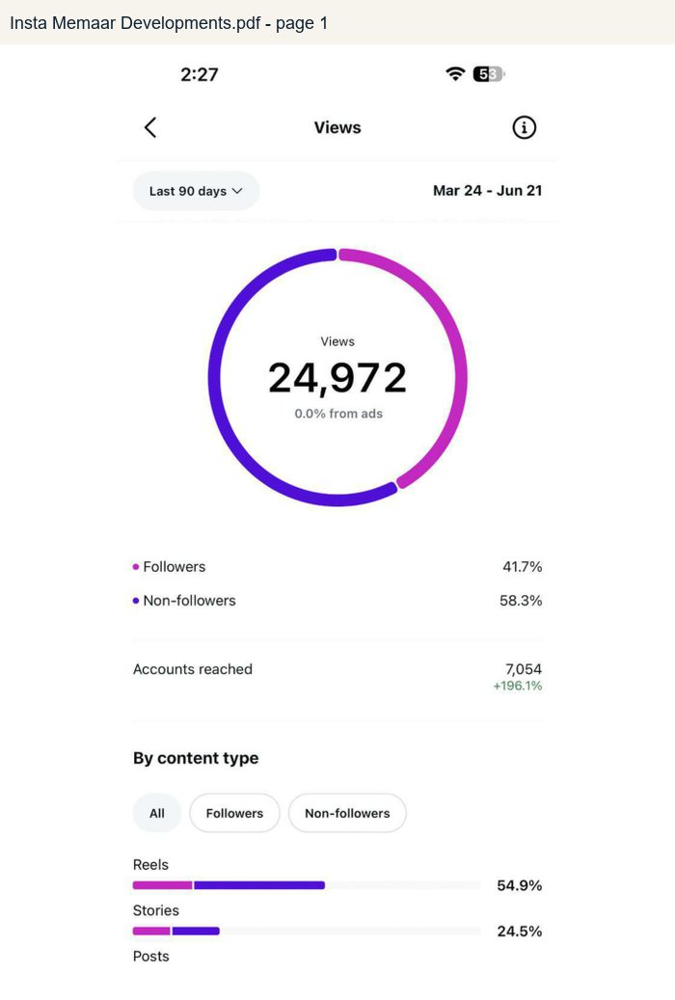 Insta Memaar Developments.pdf - page 1
2:27
53
Views
Last 90 days
Mar 24 - Jun 21
Views
24,972
0.0% from ads
Followers 41.7%
Non-followers 58.3%
Accounts reached 7,054
+196.1%
By content type
All Followers Non-followers
Reels
54.9%
Stories
24.5%
Posts